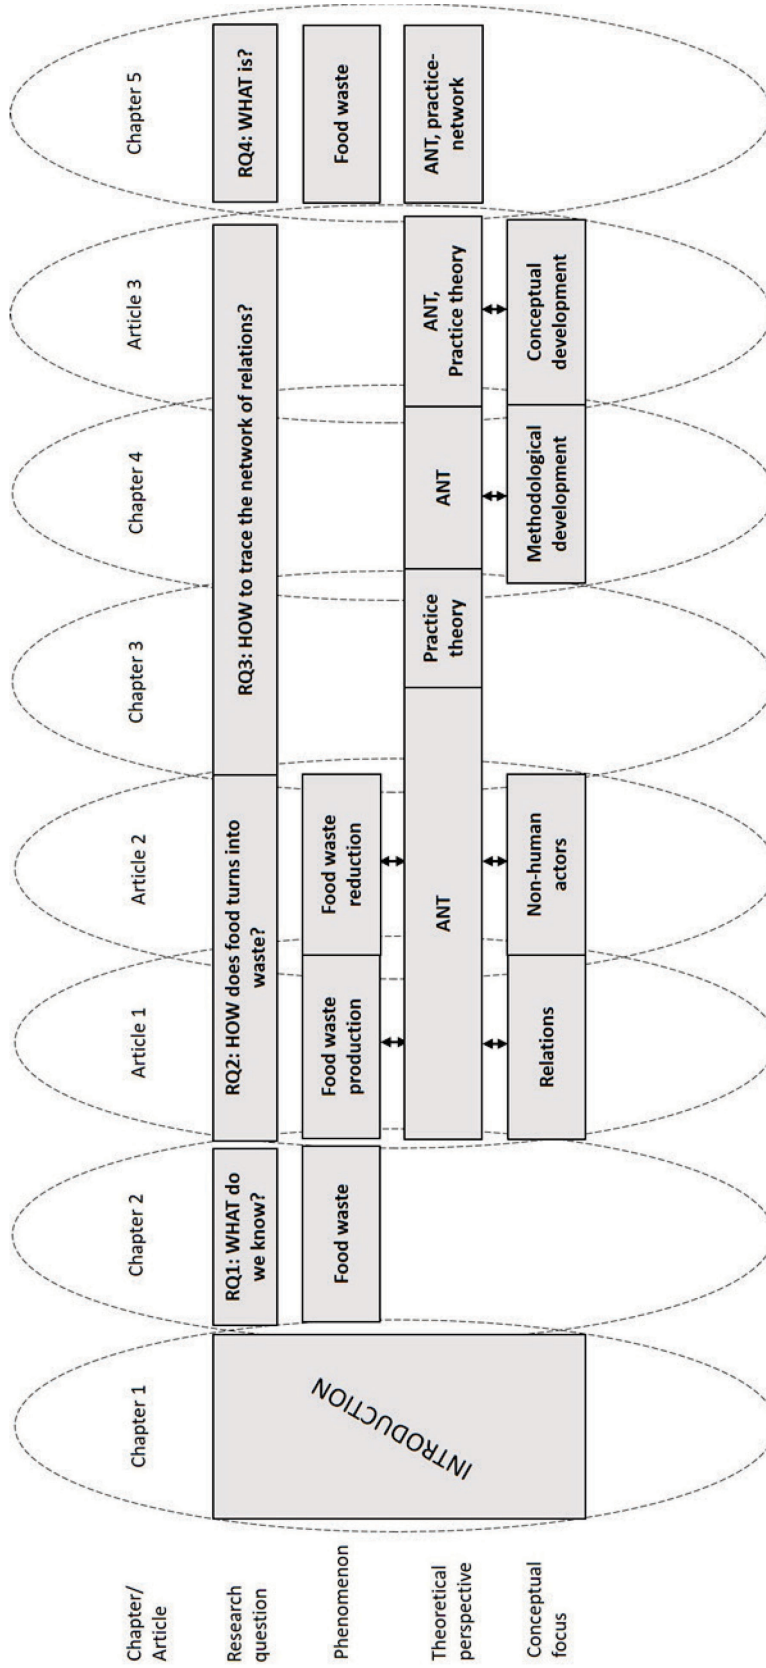 Chapter/
Article
Chapter 1
Chapter 2
Article 1
Article 2
Chapter 3
Chapter 4
Article 3
Chapter 5
Research
question
RQ1: WHAT do
we know?
RQ2: HOW does food turns into
waste?
RQ3: HOW to trace the network of relations?
RQ4: WHAT is?
INTRODUCTION
Phenomenon
Food waste
Food waste
production
Food waste
reduction
Food waste
Theoretical
perspective
ANT
Practice
theory
ANT
ANT,
Practice theory
ANT, practice-
network
Conceptual
focus
Relations
Non-human
actors
Methodological
development
Conceptual
development